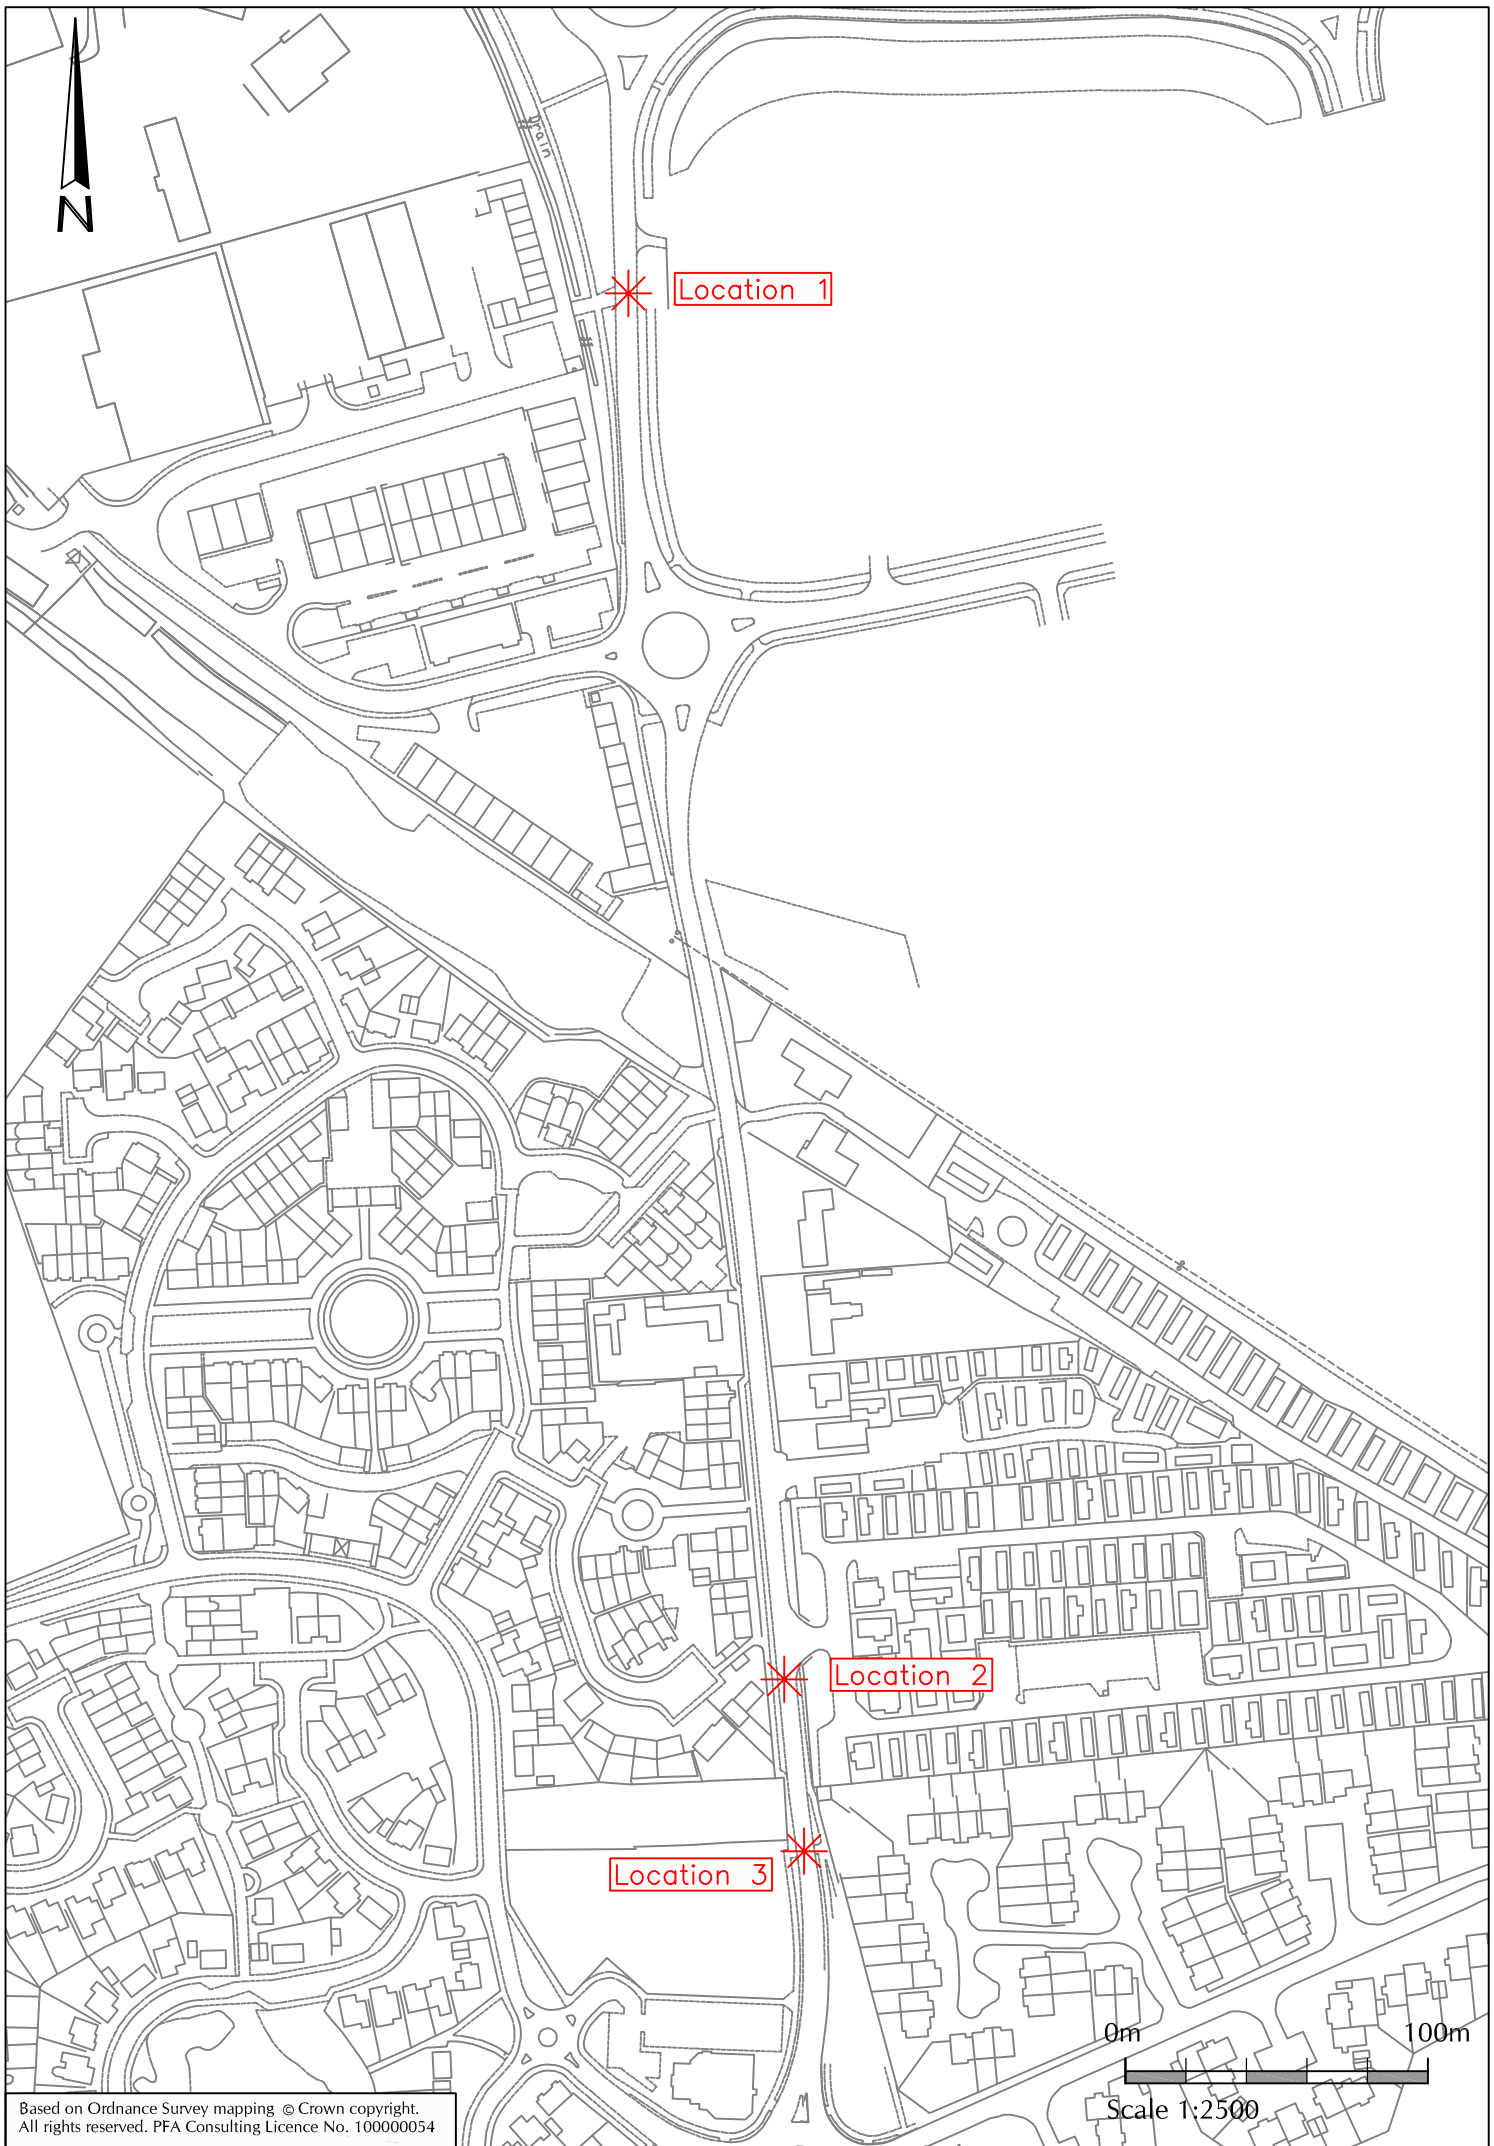 Drain
N
Location 1
Location 2
Location 3
0m 100m
Scale 1:2500
Based on Ordnance Survey mapping © Crown copyright.
All rights reserved. PFA Consulting Licence No. 100000054